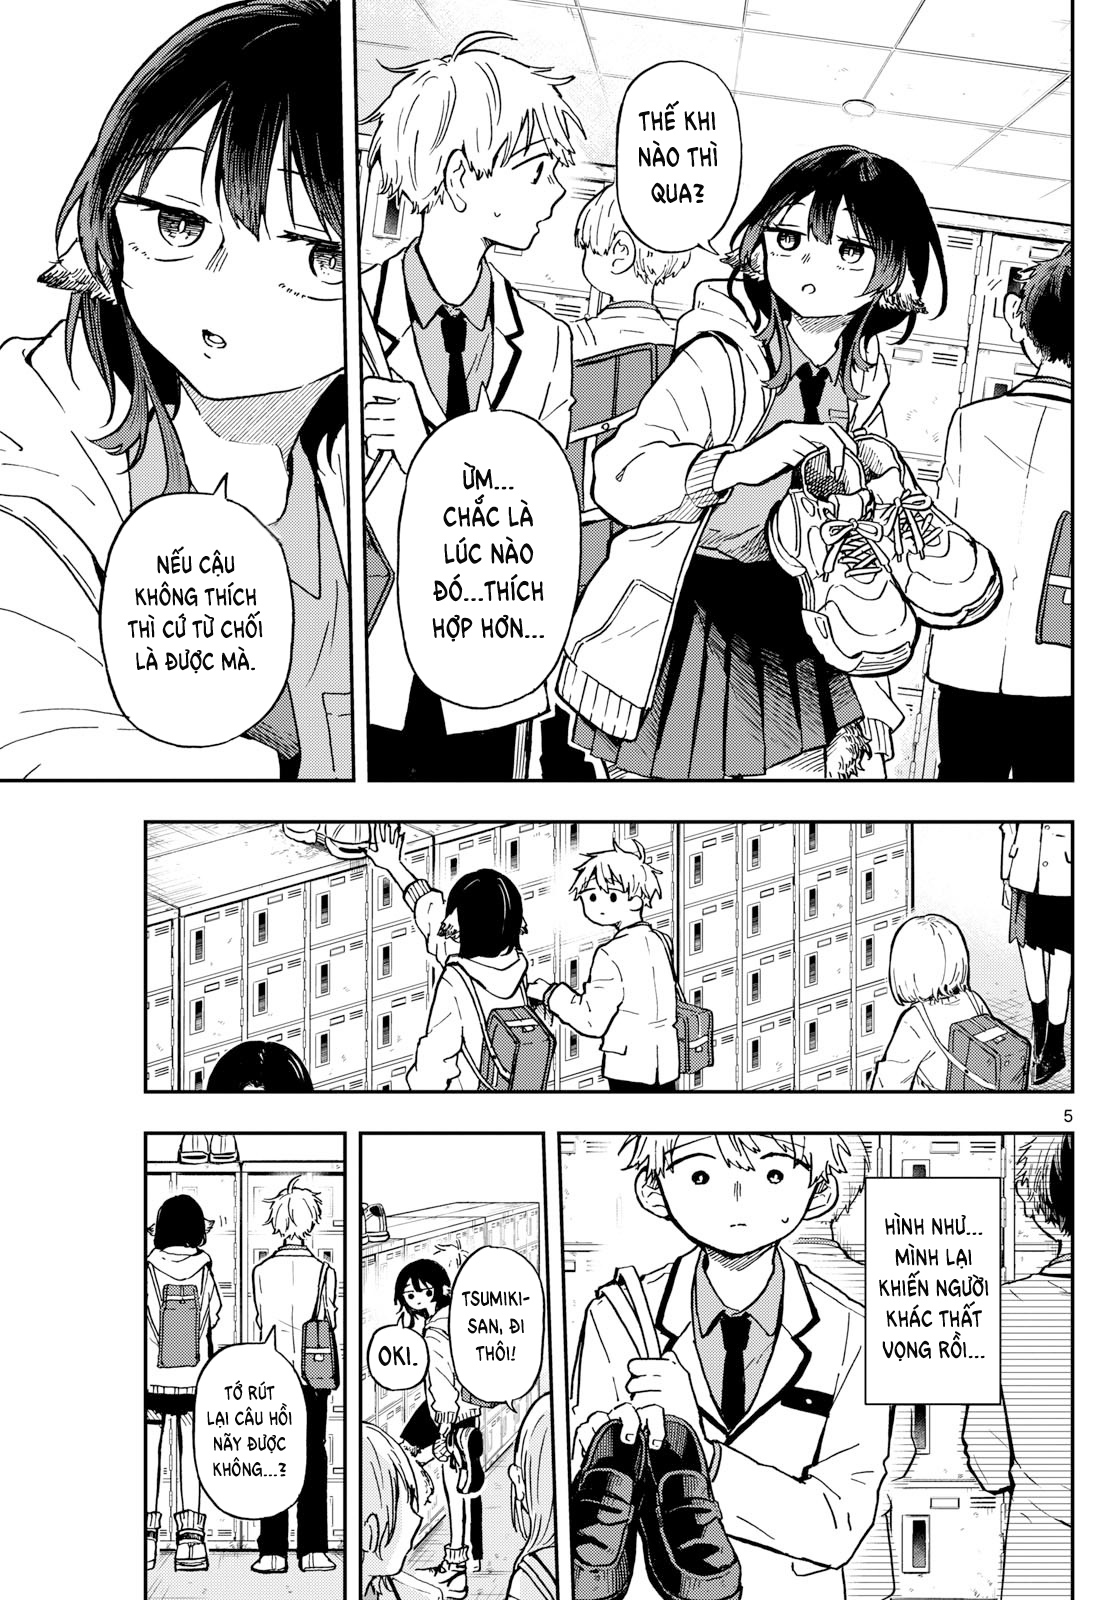 THẾ KHI
NÀO THÌ
QUA?
ỪM...
CHẮC LÀ
LÚC NÀO
ĐÓ...THÍCH
HỢP HƠN...
NẾU CẬU
KHÔNG THÍCH
THÌ CỨ TỪ CHỐI
LÀ ĐƯỢC MÀ.
5
HÌNH NHƯ...
MÌNH LẠI
KHIẾN NGƯỜI
KHÁC THẤT
VỌNG RỒI...
TSUMIKI-
SAN, ĐI
THÔI!
OKI.
TỚ RÚT
LẠI CÂU HỒI
NÃY ĐƯỢC
KHÔNG...?